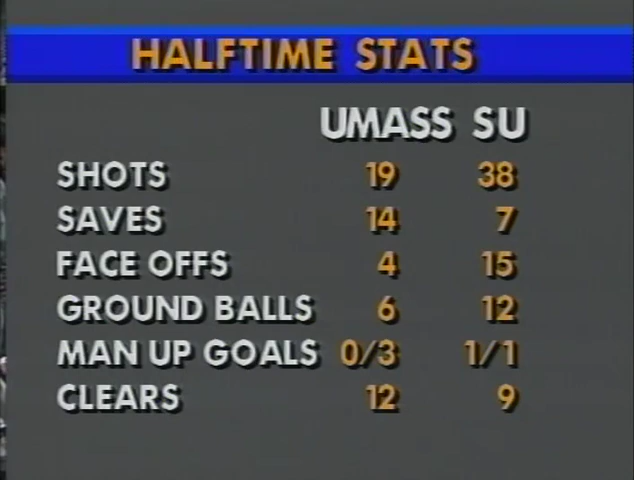 HALFTIME STATS
UMASS SU
SHOTS 19 38
SAVES 14 7
FACE OFFS 4 15
GROUND BALLS 6 12
MAN UP GOALS 0/3 1/1
CLEARS 12 9